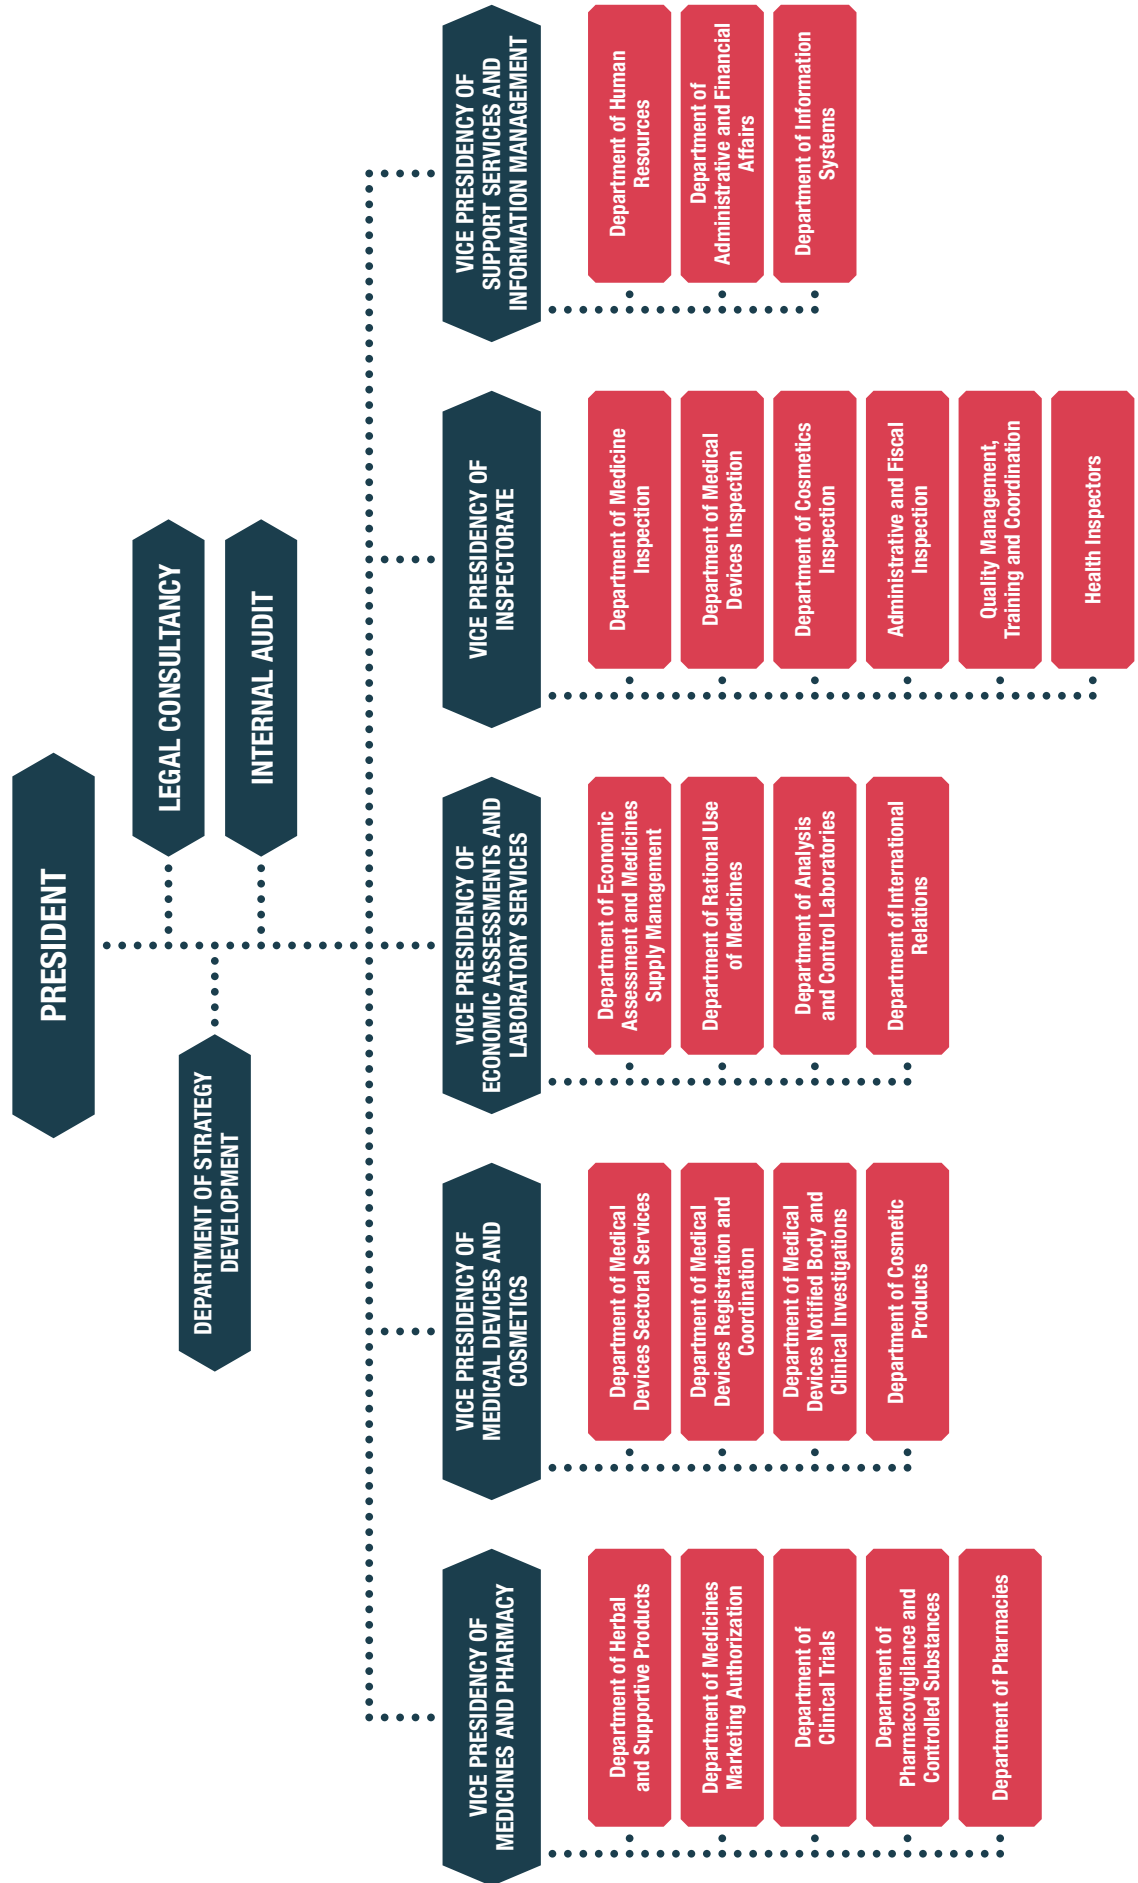 PRESIDENT
LEGAL CONSULTANCY
INTERNAL AUDIT
DEPARTMENT OF STRATEGY
DEVELOPMENT
VICE PRESIDENCY OF
MEDICINES AND PHARMACY
Department of Herbal
and Supportive Products
Department of Medicines
Marketing Authorization
Department of
Clinical Trials
Department of
Pharmacovigilance and
Controlled Substances
Department of Pharmacies
VICE PRESIDENCY OF
MEDICAL DEVICES AND
COSMETICS
Department of Medical
Devices Sectoral Services
Department of Medical
Devices Registration and
Coordination
Department of Medical
Devices Notified Body and
Clinical Investigations
Department of Cosmetic
Products
VICE PRESIDENCY OF
ECONOMIC ASSESSMENTS AND
LABORATORY SERVICES
Department of Economic
Assessment and Medicines
Supply Management
Department of Rational Use
of Medicines
Department of Analysis
and Control Laboratories
Department of International
Relations
VICE PRESIDENCY OF
INSPECTORATE
Department of Medicine
Inspection
Department of Medical
Devices Inspection
Department of Cosmetics
Inspection
Administrative and Fiscal
Inspection
Quality Management,
Training and Coordination
Health Inspectors
VICE PRESIDENCY OF
SUPPORT SERVICES AND
INFORMATION MANAGEMENT
Department of Human
Resources
Department of
Administrative and Financial
Affairs
Department of Information
Systems